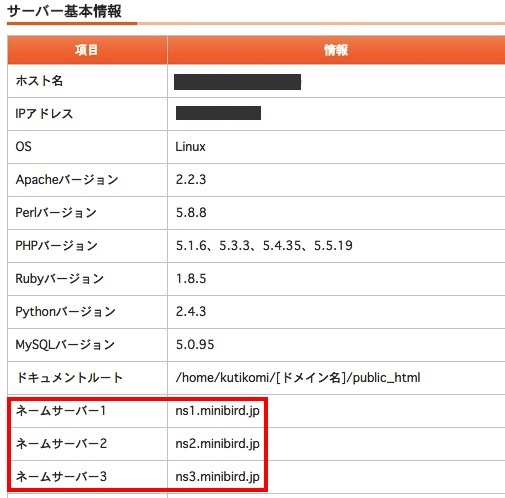 サーバー基本情報
項目 情報
ホスト名
IPアドレス
OS Linux
Apacheバージョン 2.2.3
Perlバージョン 5.8.8
PHPバージョン 5.1.6、5.3.3、5.4.35、5.5.19
Rubyバージョン 1.8.5
Pythonバージョン 2.4.3
MySQLバージョン 5.0.95
ドキュメントルート /home/kutikomi/[ドメイン名]/public_html
ネームサーバー1 ns1.minibird.jp
ネームサーバー2 ns2.minibird.jp
ネームサーバー3 ns3.minibird.jp